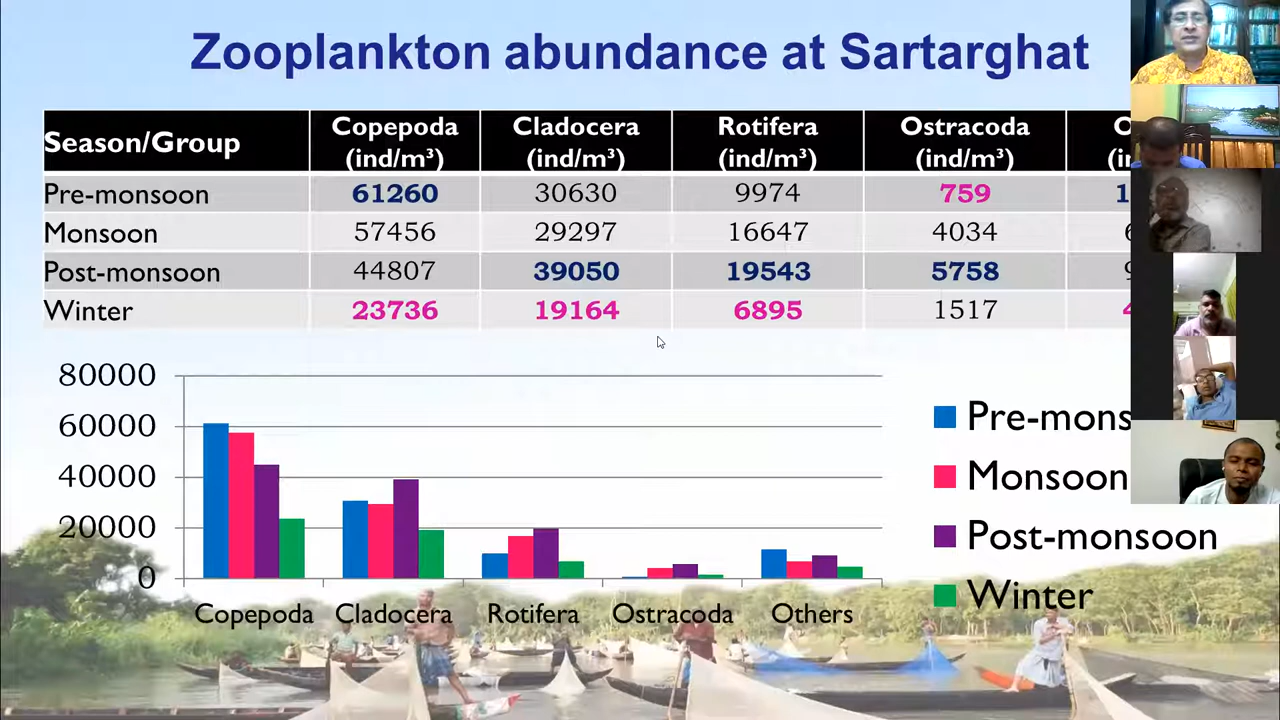 Zooplankton abundance at Sartarghat
Season/Group Copepoda (ind/m³) Cladocera (ind/m³) Rotifera (ind/m³) Ostracoda (ind/m³)
Pre-monsoon 61260 30630 9974 759
Monsoon 57456 29297 16647 4034
Post-monsoon 44807 39050 19543 5758
Winter 23736 19164 6895 1517
80000
60000
40000
20000
0
Copepoda Cladocera Rotifera Ostracoda Others
Pre-mons
Monsoon
Post-monsoon
Winter